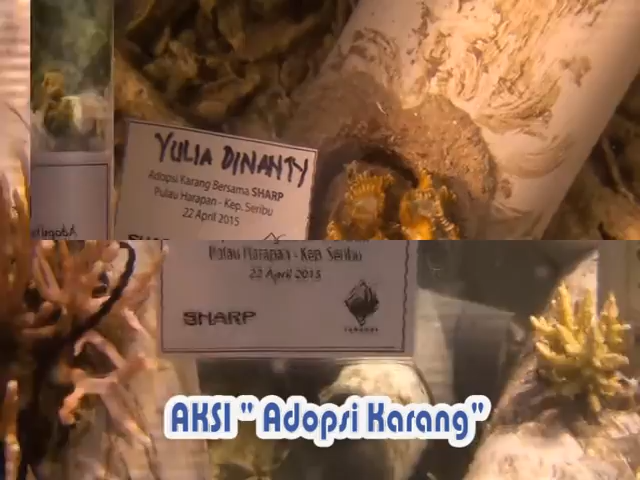 YULIA DINANTY
Adopsi Karang Bersama SHARP
Pulau Harapan - Kep. Seribu
22 April 2015
Pulau Harapan - Kep. Seribu
22 April 2015
SHARP
AKSI " Adopsi Karang"